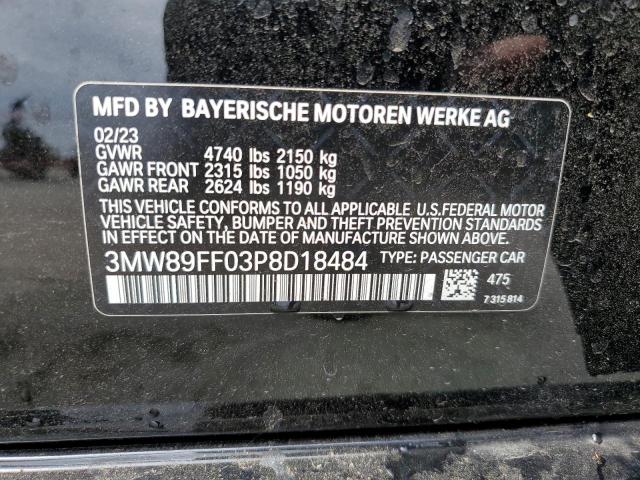 MFD BY BAYERISCHE MOTOREN WERKE AG
02/23
GVWR 4740 lbs 2150 kg
GAWR FRONT 2315 lbs 1050 kg
GAWR REAR 2624 lbs 1190 kg
THIS VEHICLE CONFORMS TO ALL APPLICABLE U.S.FEDERAL MOTOR
VEHICLE SAFETY, BUMPER AND THEFT PREVENTION STANDARDS
IN EFFECT ON THE DATE OF MANUFACTURE SHOWN ABOVE.
3MW89FF03P8D18484 TYPE: PASSENGER CAR
475
7 315 814